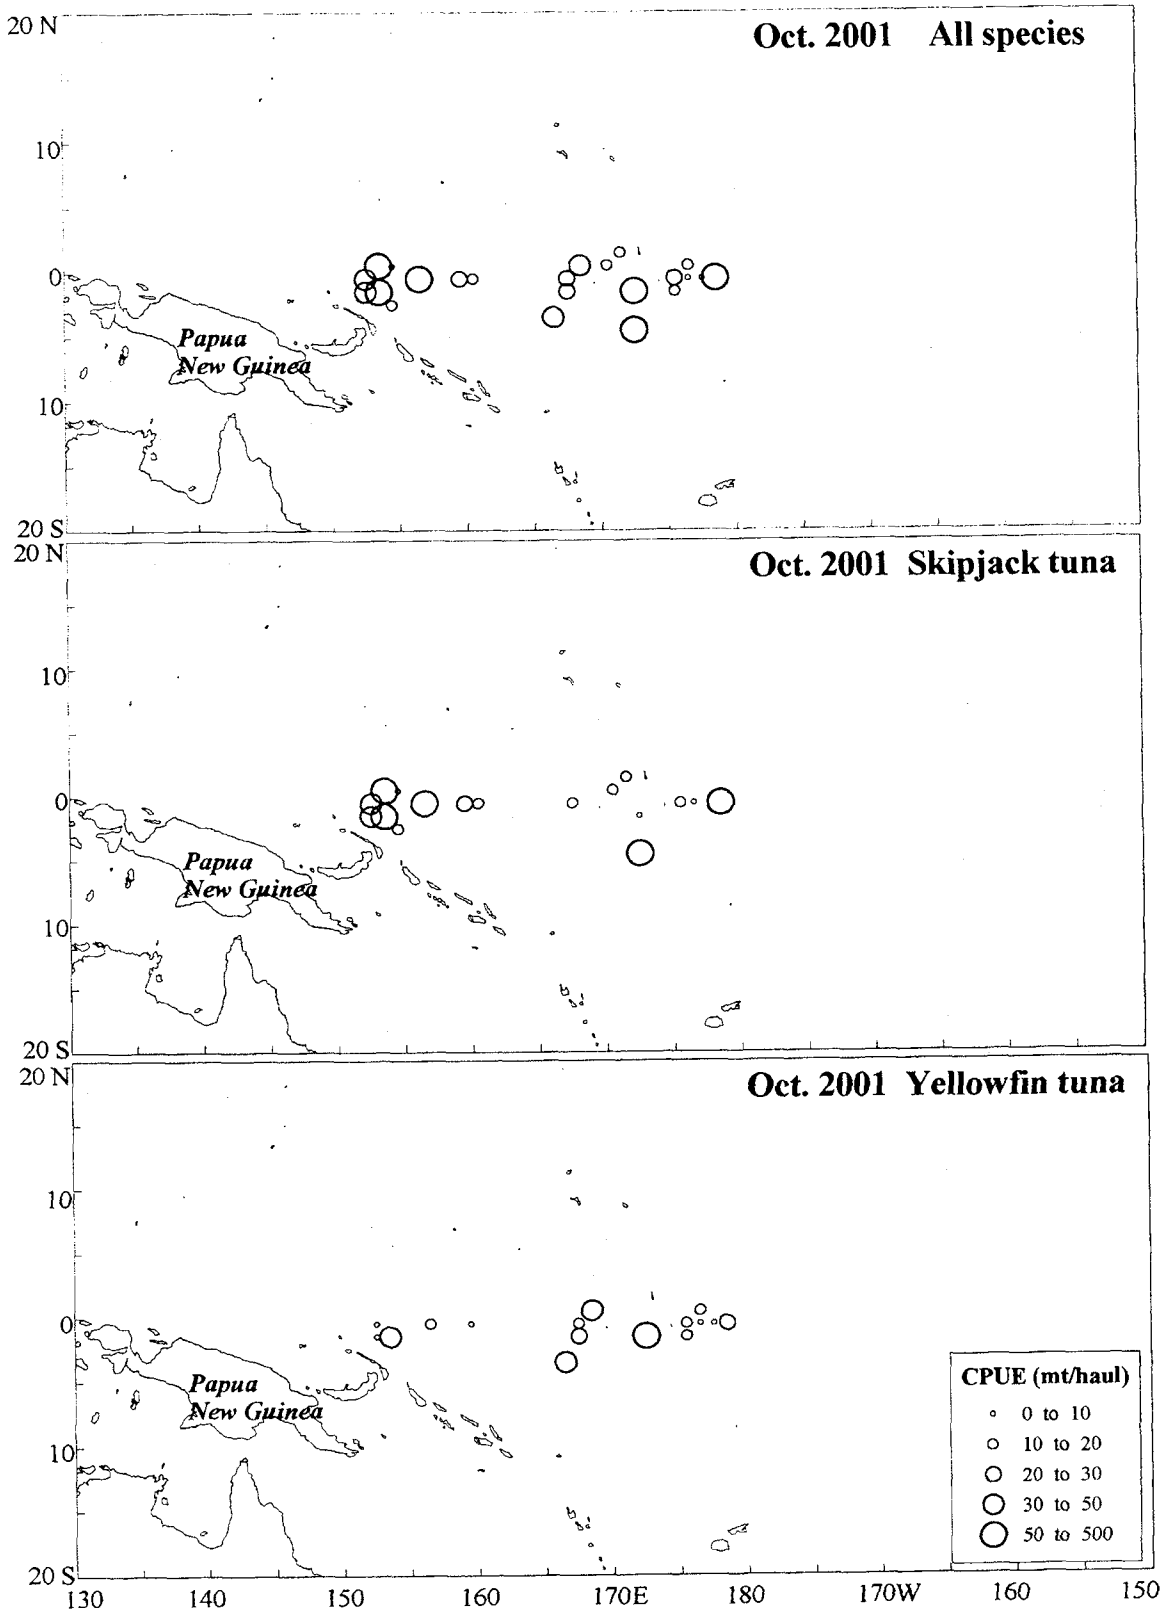 20 N
Oct. 2001 All species
10
0
Papua
New Guinea
10
20 S
20 N
Oct. 2001 Skipjack tuna
10
0
Papua
New Guinea
10
20 S
20 N
Oct. 2001 Yellowfin tuna
10
0
Papua
New Guinea
10
20 S
CPUE (mt/haul)
0 to 10
10 to 20
20 to 30
30 to 50
50 to 500
130 140 150 160 170E 180 170W 160 150